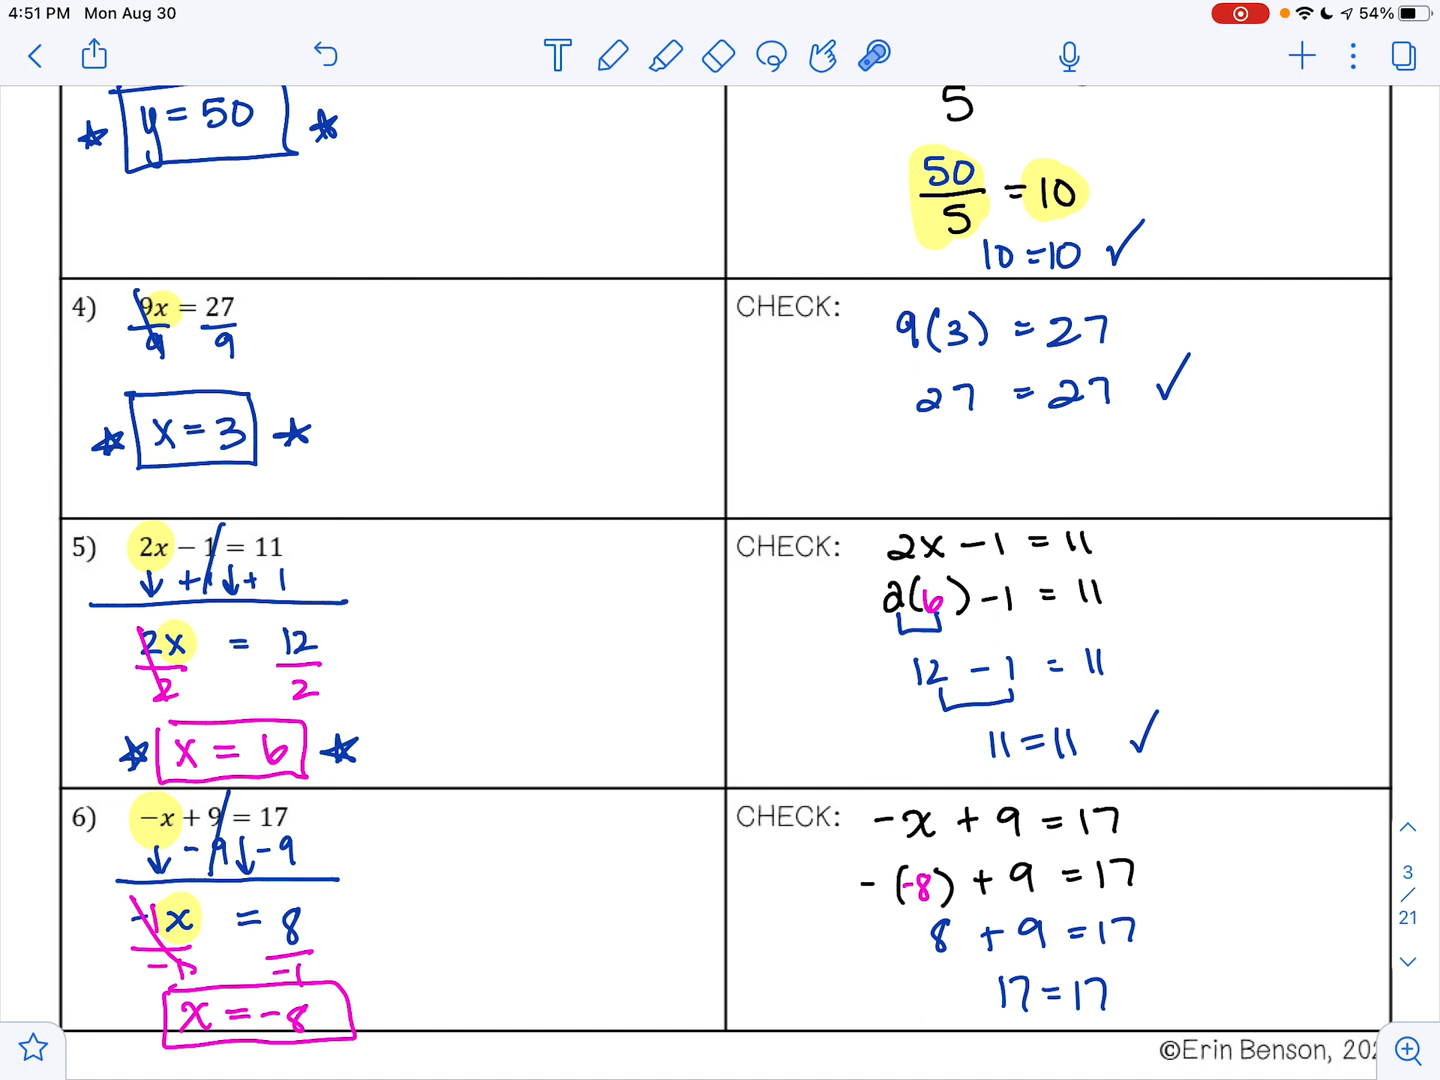 4:51 PM Mon Aug 30
54%
y = 50
5
50/5 = 10
10 = 10 ✓
4) 9x = 27
9 9
x = 3
CHECK:
9(3) = 27
27 = 27 ✓
5) 2x − 1 = 11
+1 + 1
2x = 12
2 2
x = 6
CHECK: 2x − 1 = 11
2(6) − 1 = 11
12 − 1 = 11
11 = 11 ✓
6) −x + 9 = 17
− 9 − 9
−1x = 8
−1 −1
x = −8
CHECK: −x + 9 = 17
−(−8) + 9 = 17
8 + 9 = 17
17 = 17
3
/
21
©Erin Benson, 202